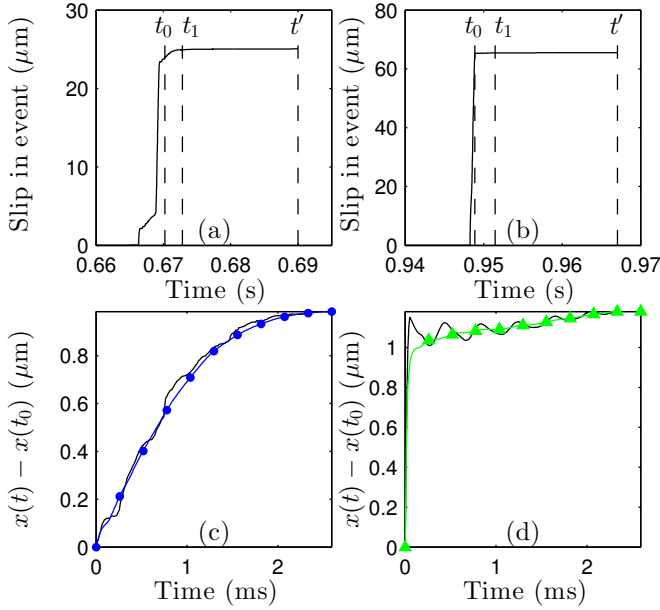 t₀ t₁ t′
Slip in event (μm)
30
20
10
0
(a)
0.66 0.67 0.68 0.69
Time (s)
t₀ t₁ t′
Slip in event (μm)
80
60
40
20
0
(b)
0.94 0.95 0.96 0.97
Time (s)
x(t) − x(t₀) (μm)
0.8
0.6
0.4
0.2
0
(c)
0 1 2
Time (ms)
x(t) − x(t₀) (μm)
1
0.8
0.6
0.4
0.2
0
(d)
0 1 2
Time (ms)